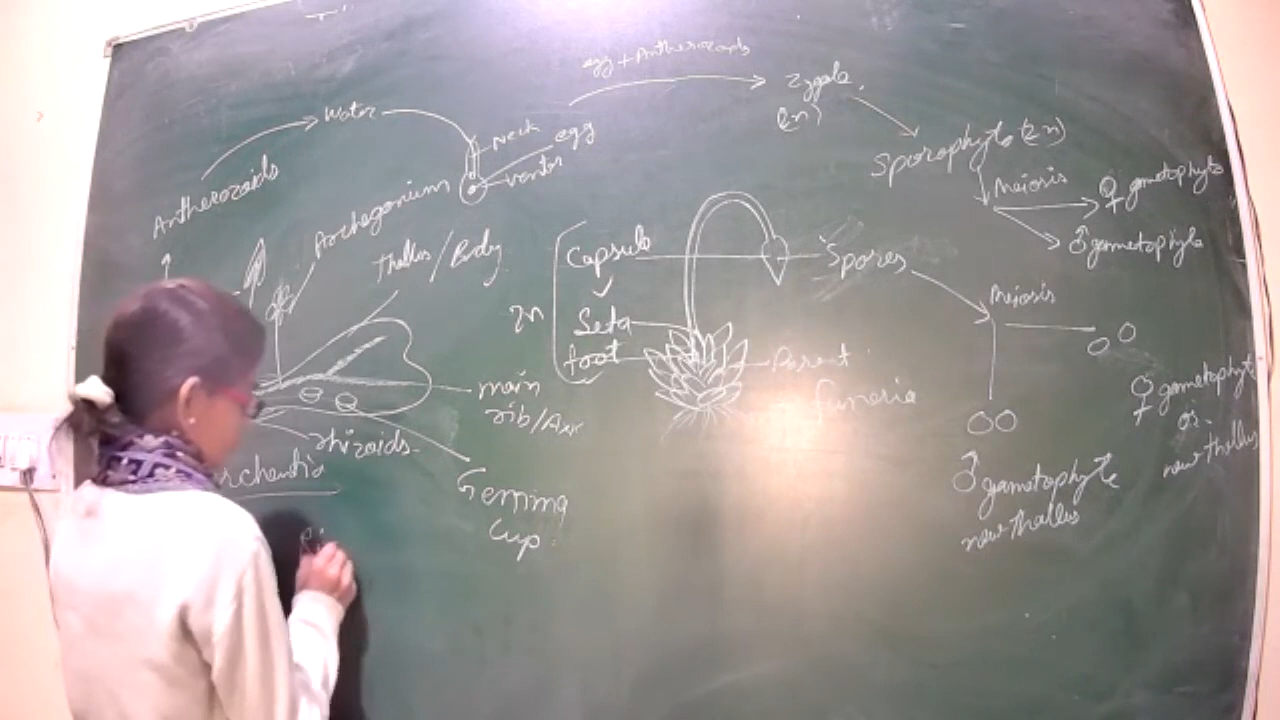 egg + Antherozoids
Zygote
(2n)
Water
Neck
egg
venter
Sporophyte (2n)
Antherozoids
Archegonium
Meiosis
♀ gametophyte
♂ gametophyte
Thallus / Body
Capsule
Spores
2n
Seta
foot
Meiosis
Parent
funaria
main
rib/Axis
♀ gametophyte
or
new thallus
rhizoids
rchentia
Gemma
Cup
♂ gametophyte
new thallus
Ri